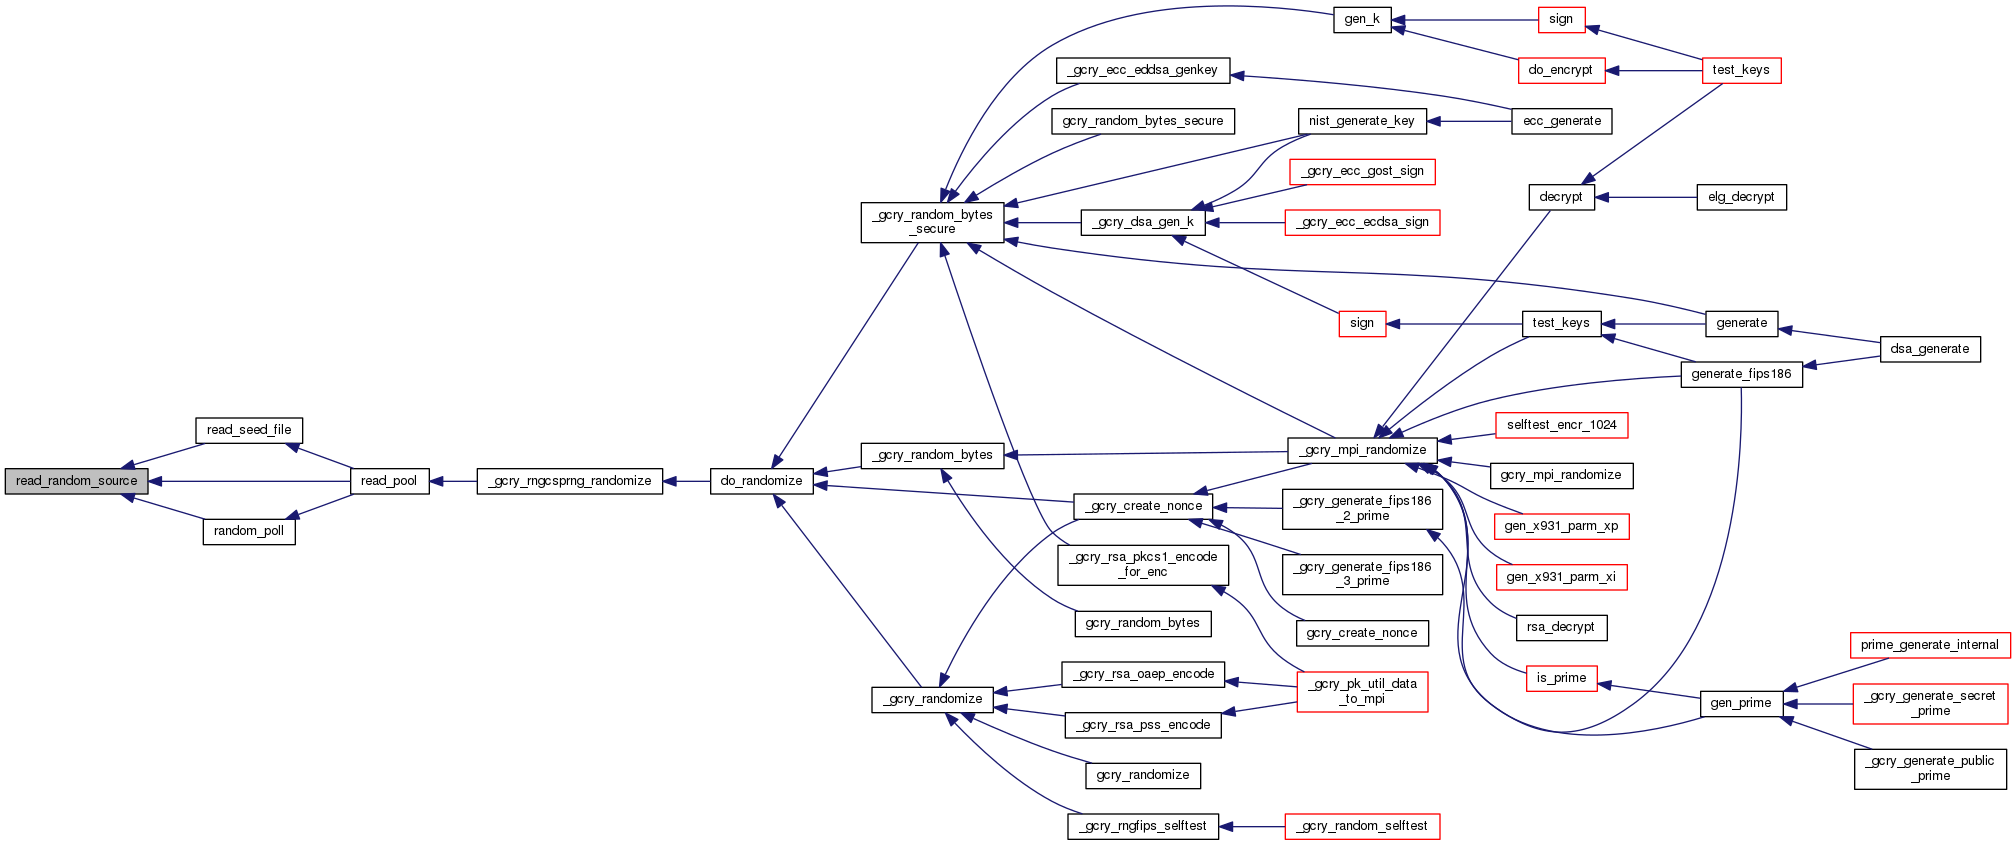 read_random_source
read_seed_file
random_poll
read_pool
_gcry_rngcsprng_randomize
do_randomize
_gcry_random_bytes
_secure
_gcry_random_bytes
_gcry_randomize
_gcry_ecc_eddsa_genkey
gcry_random_bytes_secure
_gcry_dsa_gen_k
_gcry_create_nonce
_gcry_rsa_pkcs1_encode
_for_enc
gcry_random_bytes
_gcry_rsa_oaep_encode
_gcry_rsa_pss_encode
gcry_randomize
_gcry_rngfips_selftest
gen_k
nist_generate_key
_gcry_ecc_gost_sign
_gcry_ecc_ecdsa_sign
sign
_gcry_mpi_randomize
_gcry_generate_fips186
_2_prime
_gcry_generate_fips186
_3_prime
gcry_create_nonce
_gcry_pk_util_data
_to_mpi
_gcry_random_selftest
sign
do_encrypt
ecc_generate
decrypt
test_keys
selftest_encr_1024
gcry_mpi_randomize
gen_x931_parm_xp
gen_x931_parm_xi
rsa_decrypt
is_prime
test_keys
elg_decrypt
generate
generate_fips186
gen_prime
dsa_generate
prime_generate_internal
_gcry_generate_secret
_prime
_gcry_generate_public
_prime